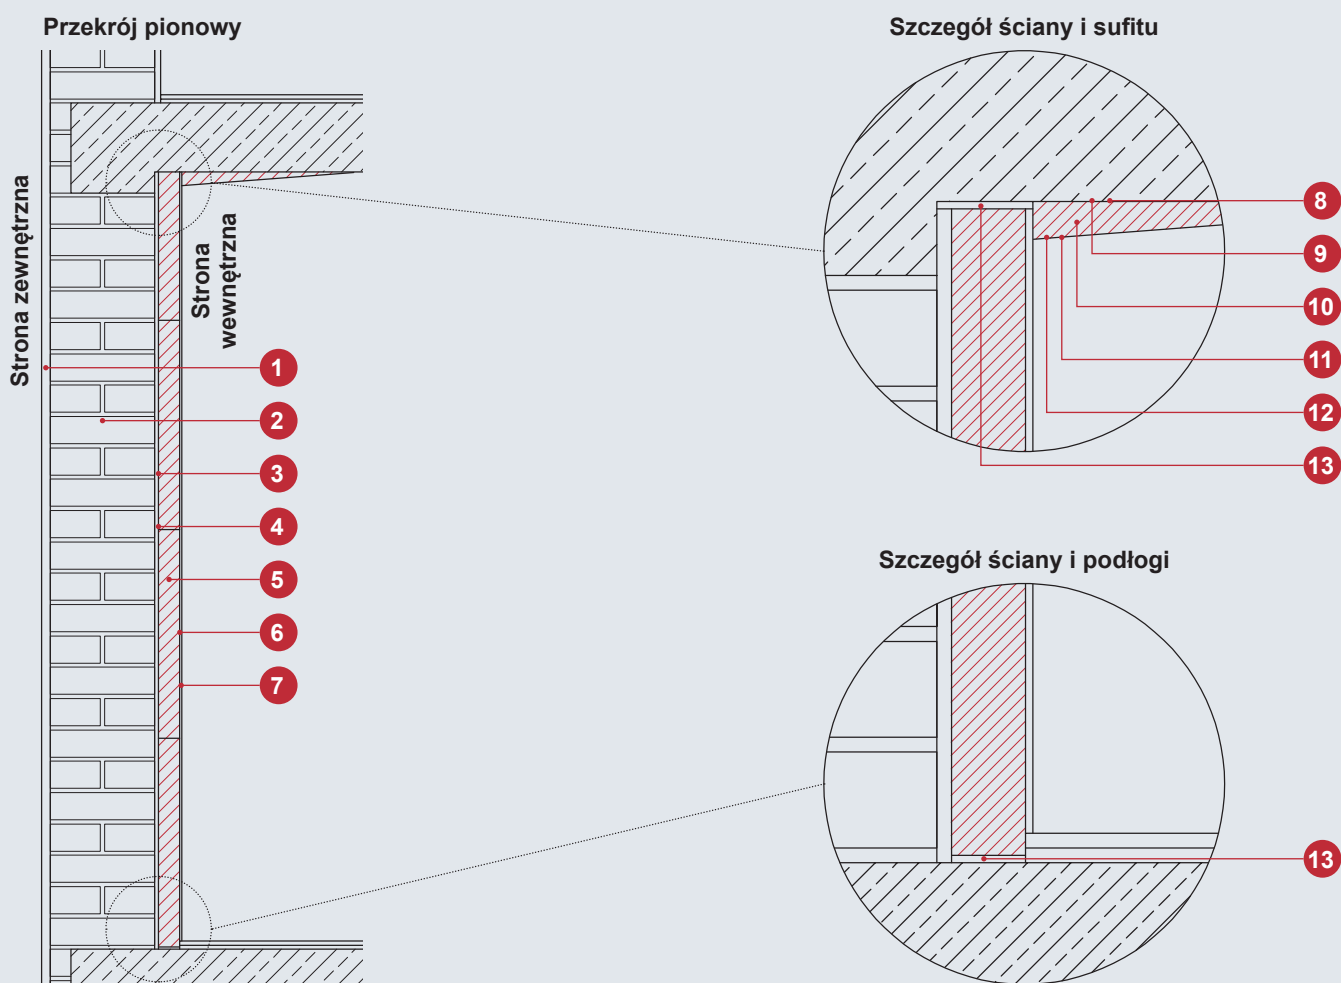 Przekrój pionowy
Strona zewnętrzna
Strona
wewnętrzna
1
2
3
4
5
6
7
Szczegół ściany i sufitu
8
9
10
11
12
13
Szczegół ściany i podłogi
13